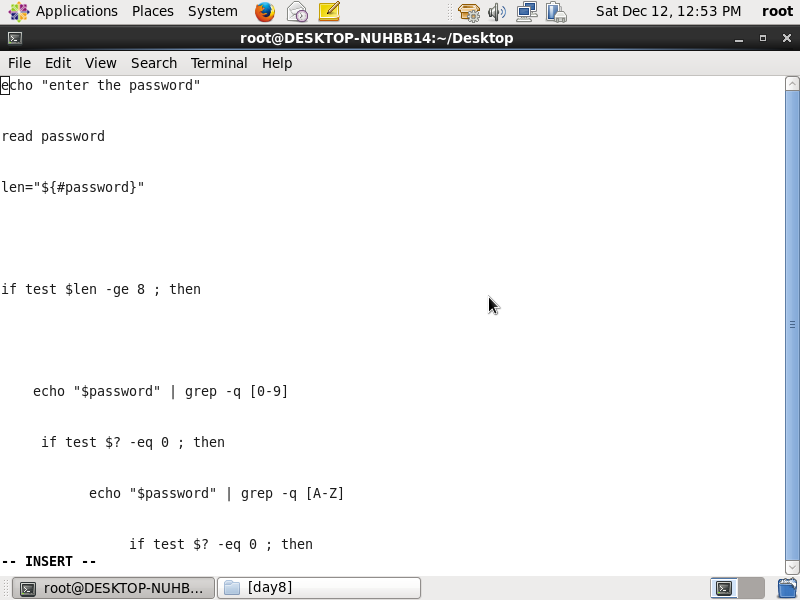 Applications Places System Sat Dec 12, 12:53 PM root
root@DESKTOP-NUHBB14:~/Desktop
File Edit View Search Terminal Help
echo "enter the password"
read password
len="${#password}"
if test $len -ge 8 ; then
echo "$password" | grep -q [0-9]
if test $? -eq 0 ; then
echo "$password" | grep -q [A-Z]
if test $? -eq 0 ; then
-- INSERT --
root@DESKTOP-NUHB... [day8]